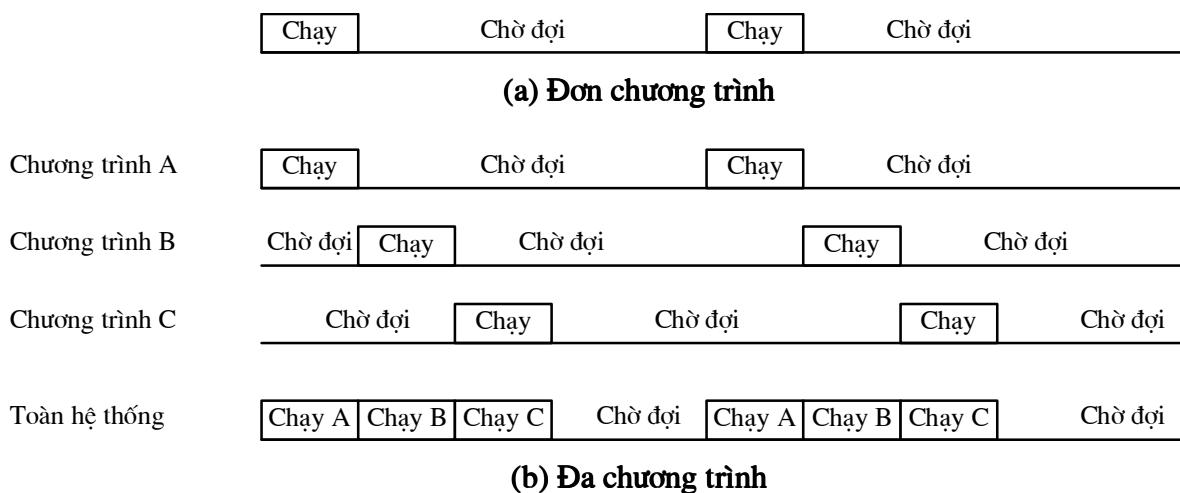 Chạy Chờ đợi Chạy Chờ đợi
(a) Đơn chương trình
Chương trình A Chạy Chờ đợi Chạy Chờ đợi
Chương trình B Chờ đợi Chạy Chờ đợi Chạy Chờ đợi
Chương trình C Chờ đợi Chạy Chờ đợi Chạy Chờ đợi
Toàn hệ thống Chạy A Chạy B Chạy C Chờ đợi Chạy A Chạy B Chạy C Chờ đợi
(b) Đa chương trình